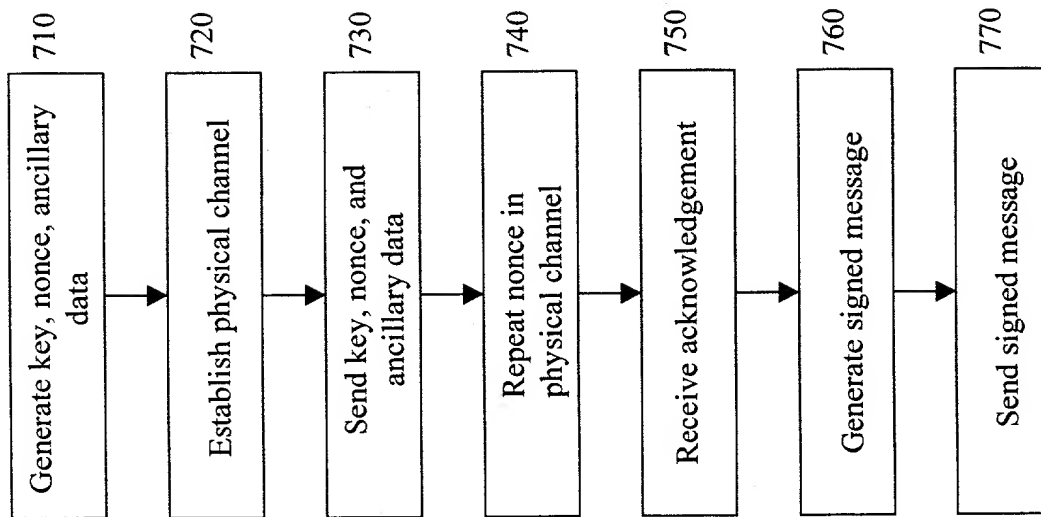 710
Generate key, nonce, ancillary
data
720
Establish physical channel
730
Send key, nonce, and
ancillary data
740
Repeat nonce in
physical channel
750
Receive acknowledgement
760
Generate signed message
770
Send signed message